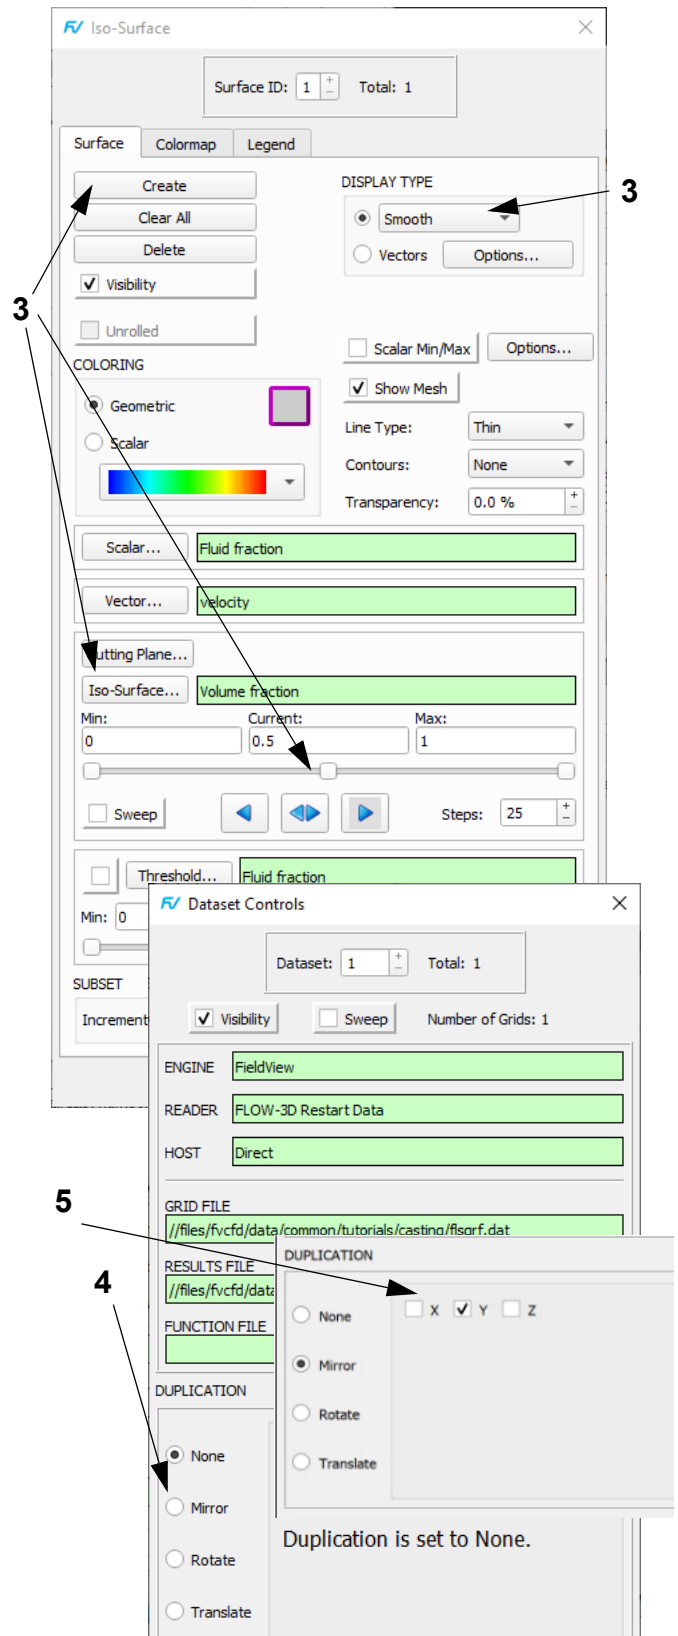 FV Iso-Surface
Surface ID: 1 Total: 1
Surface Colormap Legend
Create
Clear All
Delete
Visibility
Unrolled
DISPLAY TYPE
Smooth
Vectors Options...
3
3
COLORING
Geometric
Scalar
Scalar Min/Max Options...
Show Mesh
Line Type: Thin
Contours: None
Transparency: 0.0 %
Scalar... Fluid fraction
Vector... velocity
utting Plane...
Iso-Surface... Volume fraction
Min: Current: Max:
0 0.5 1
Sweep Steps: 25
Threshold... Fluid fraction
Min: 0
SUBSET
Increment
FV Dataset Controls
Dataset: 1 Total: 1
Visibility Sweep Number of Grids: 1
ENGINE FieldView
READER FLOW-3D Restart Data
HOST Direct
5
GRID FILE
//files/fvcfd/data/common/tutorials/casting/flsgrf.dat
RESULTS FILE
//files/fvcfd/data
4
FUNCTION FILE
DUPLICATION
None
Mirror
Rotate
Translate
X Y Z
DUPLICATION
None
Mirror
Rotate
Translate
Duplication is set to None.